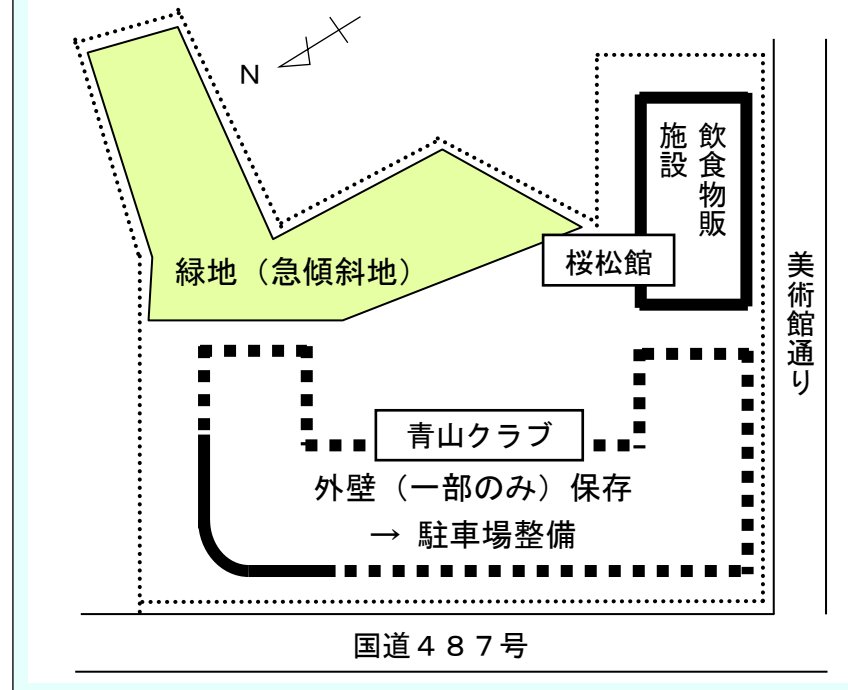 N
飲食物販
施設
桜松館
緑地（急傾斜地）
美術館通り
青山クラブ
外壁（一部のみ）保存
→ 駐車場整備
国道４８７号